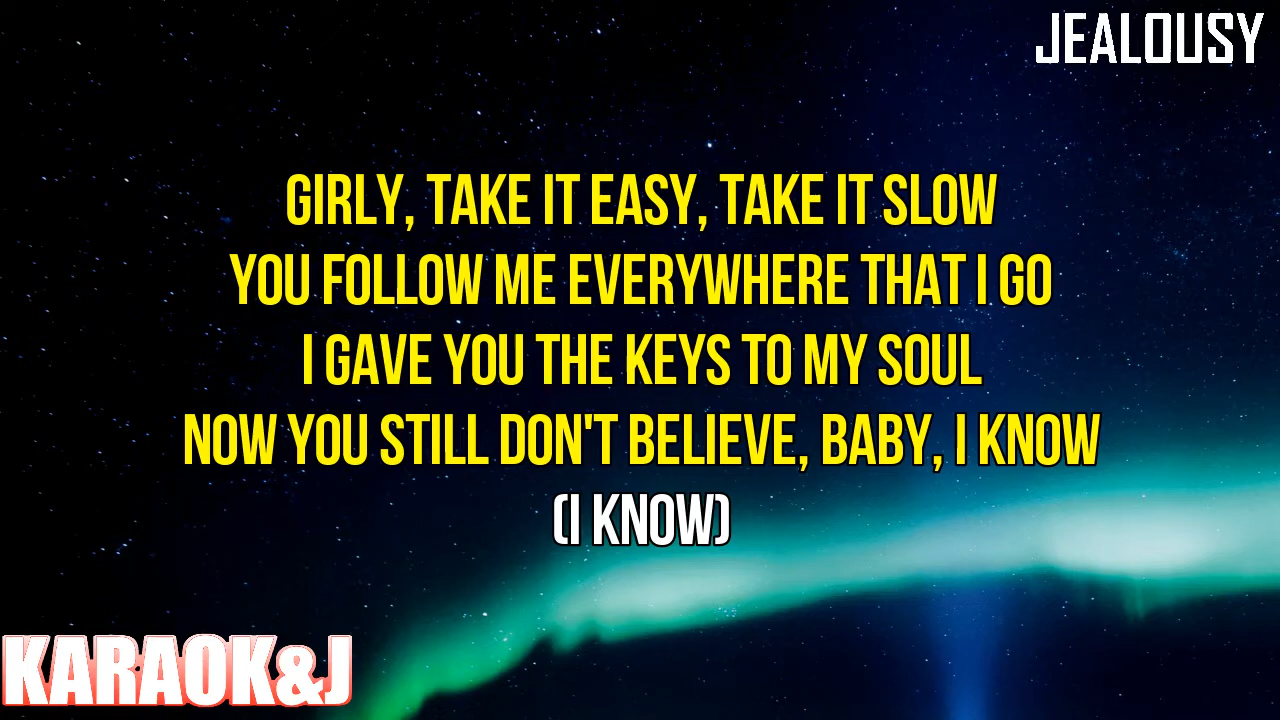 JEALOUSY
GIRLY, TAKE IT EASY, TAKE IT SLOW
YOU FOLLOW ME EVERYWHERE THAT I GO
I GAVE YOU THE KEYS TO MY SOUL
NOW YOU STILL DON'T BELIEVE, BABY, I KNOW
(I KNOW)
KARAOK&J